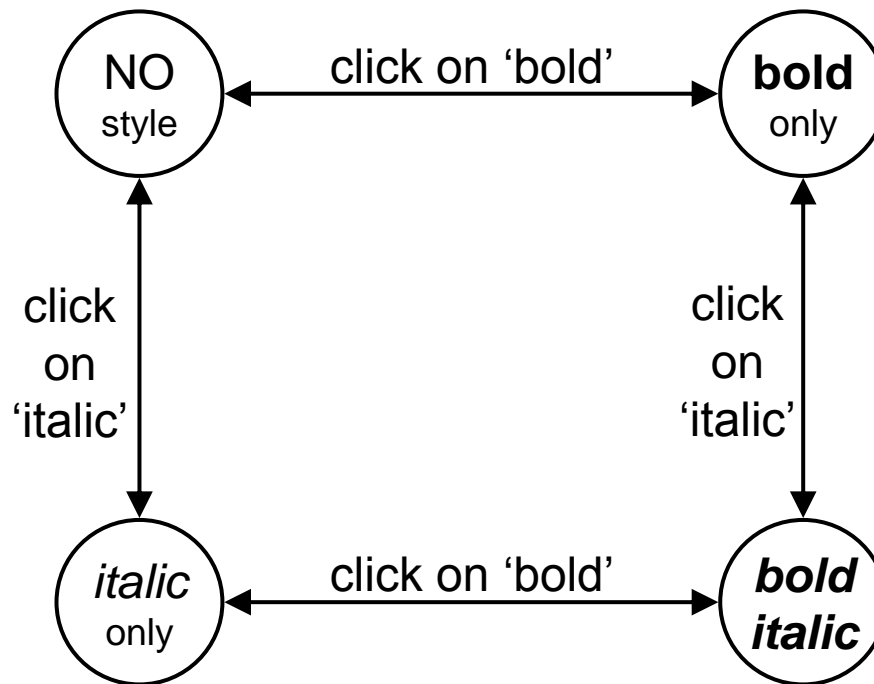 NO
style
click on ‘bold’
bold
only
click
on
‘italic’
click
on
‘italic’
italic
only
click on ‘bold’
bold
italic